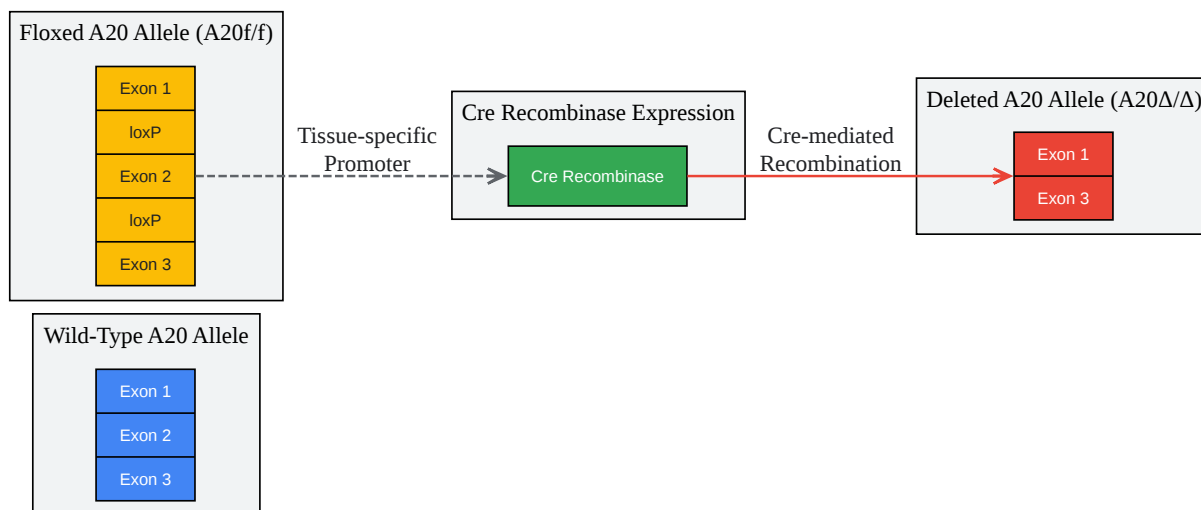 Floxed A20 Allele (A20f/f)
Exon 1
loxP
Exon 2
loxP
Exon 3
Tissue-specific
Promoter
Cre Recombinase Expression
Cre Recombinase
Cre-mediated
Recombination
Deleted A20 Allele (A20Δ/Δ)
Exon 1
Exon 3
Wild-Type A20 Allele
Exon 1
Exon 2
Exon 3